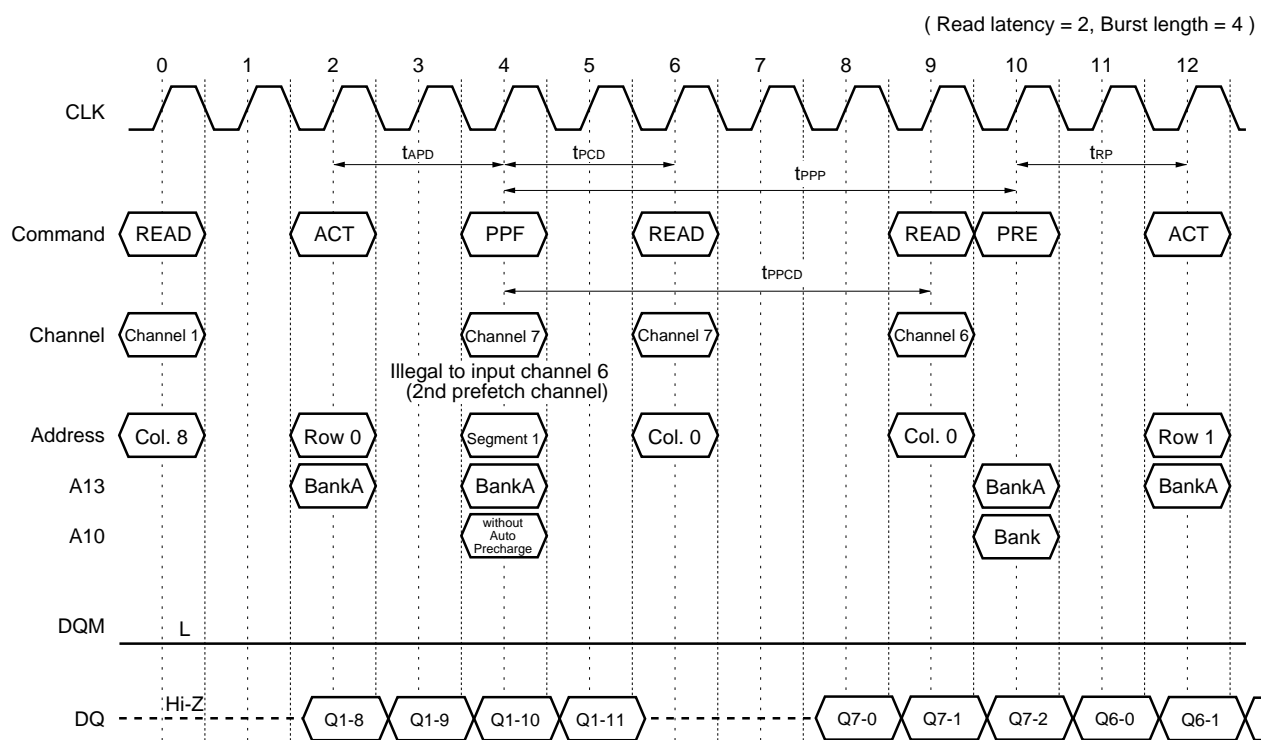 ( Read latency = 2, Burst length = 4 )
0 1 2 3 4 5 6 7 8 9 10 11 12
CLK
tAPD tPCD tRP
tPPP
Command READ ACT PPF READ READ PRE ACT
tPPCD
Channel Channel 1 Channel 7 Channel 7 Channel 6
Illegal to input channel 6
(2nd prefetch channel)
Address Col. 8 Row 0 Segment 1 Col. 0 Col. 0 Row 1
A13 BankA BankA BankA BankA
without
A10 Auto Bank
Precharge
DQM L
Hi-Z
DQ Q1-8 Q1-9 Q1-10 Q1-11 Q7-0 Q7-1 Q7-2 Q6-0 Q6-1